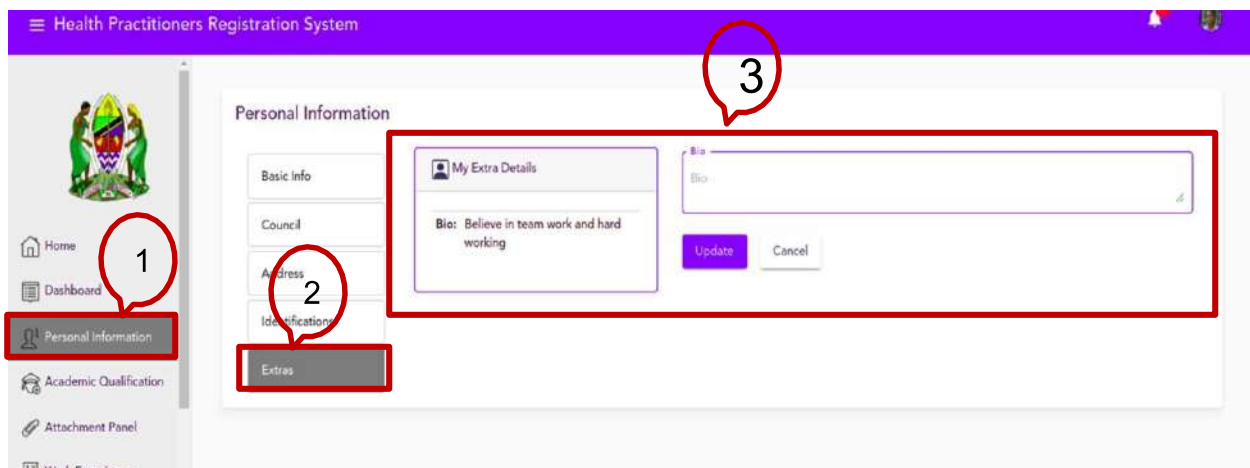 Health Practitioners Registration System
3
Personal Information
Basic Info
Council
Address
Identifications
Extras
My Extra Details
Bio: Believe in team work and hard
working
Bio
Bio
Update Cancel
Home
1
2
Dashboard
Personal Information
Academic Qualification
Attachment Panel